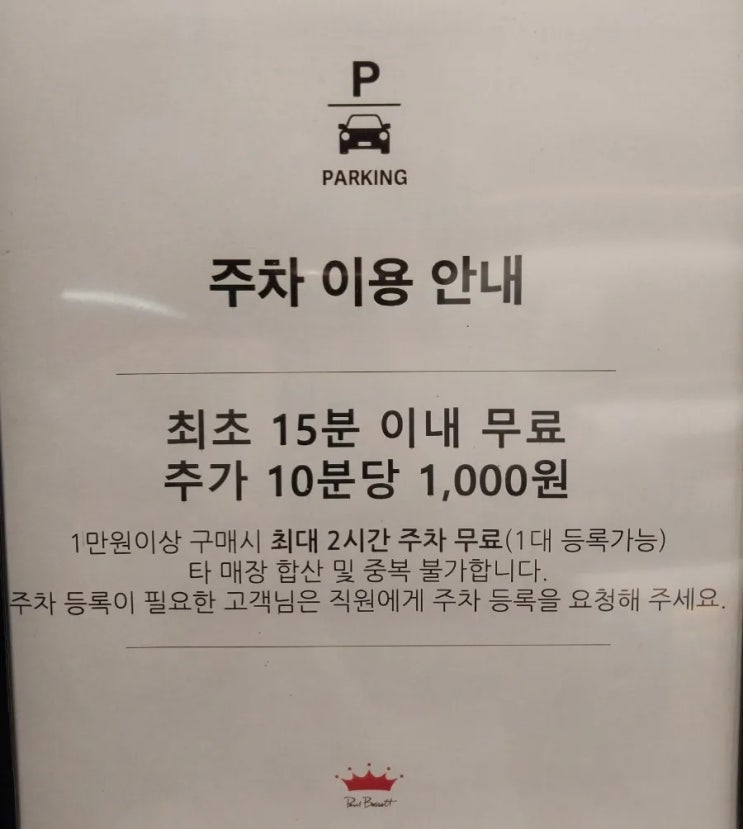 P
PARKING
주차 이용 안내
최초 15분 이내 무료
추가 10분당 1,000원
1만원이상 구매시 최대 2시간 주차 무료(1대 등록가능)
타 매장 합산 및 중복 불가합니다.
주차 등록이 필요한 고객님은 직원에게 주차 등록을 요청해 주세요.
Paul Bassett